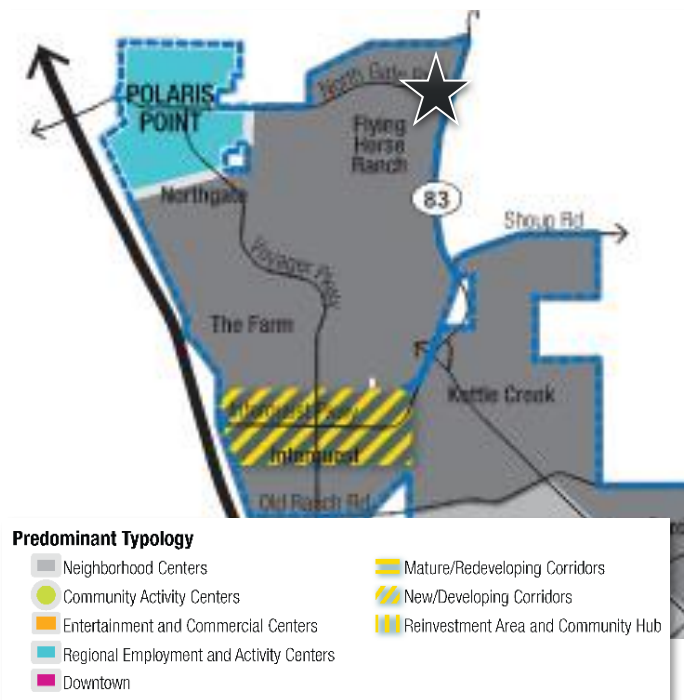 North Gate
POLARIS
POINT
Flying
Horse
Ranch
Northgate
83
Shoup Rd
Voyager Pkwy
The Farm
Kettle Creek
Interquest Pkwy
Interquest
Old Ranch Rd
Predominant Typology
Neighborhood Centers
Community Activity Centers
Entertainment and Commercial Centers
Regional Employment and Activity Centers
Downtown
Mature/Redeveloping Corridors
New/Developing Corridors
Reinvestment Area and Community Hub